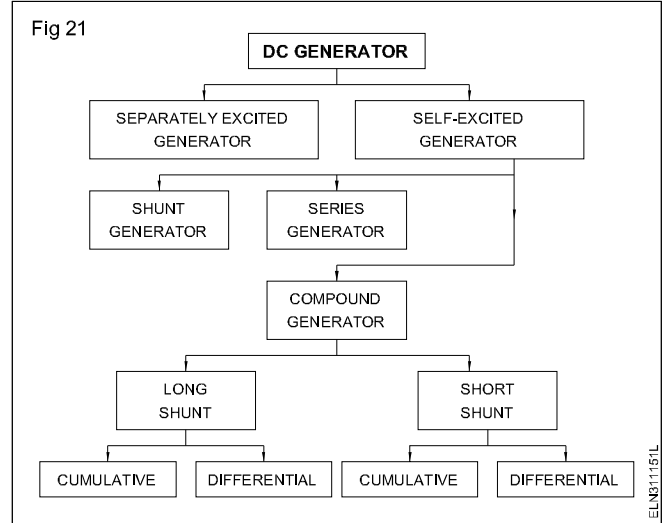 Fig 21
DC GENERATOR
SEPARATELY EXCITED
GENERATOR
SELF-EXCITED
GENERATOR
SHUNT
GENERATOR
SERIES
GENERATOR
COMPOUND
GENERATOR
LONG
SHUNT
SHORT
SHUNT
CUMULATIVE
DIFFERENTIAL
CUMULATIVE
DIFFERENTIAL
ELN311151L